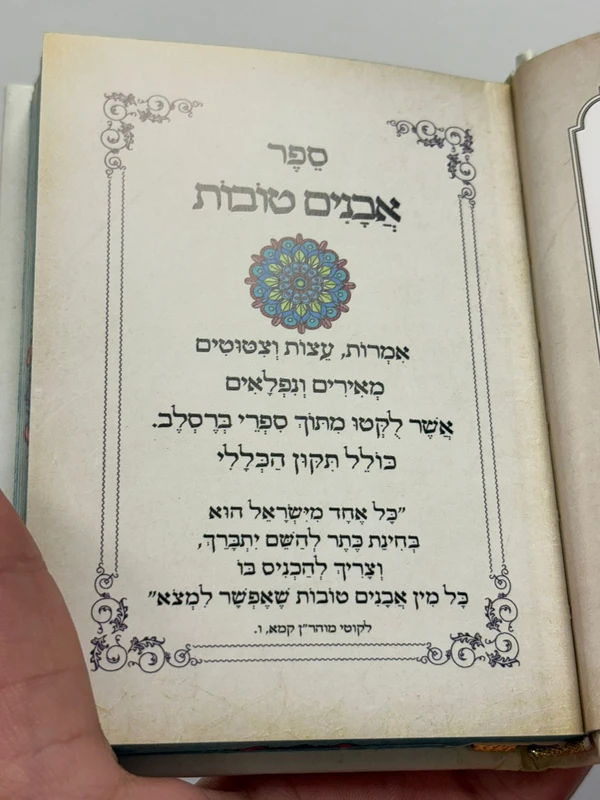 סֵפֶר
אֲבָנִים טוֹבוֹת
אִמְרוֹת, עֵצוֹת וְצִטּוּטִים
מְאִירִים וְנִפְלָאִים
אֲשֶׁר לֻקְּטוּ מִתּוֹךְ סִפְרֵי בְּרֶסְלֶב.
כּוֹלֵל תִּקּוּן הַכְּלָלִי
"כָּל אֶחָד מִיִּשְׂרָאֵל הוּא
בְּחִינַת כֶּתֶר לְהַשֵּׁם יִתְבָּרַךְ,
וְצָרִיךְ לְהַכְנִיס בּוֹ
כָּל מִין אֲבָנִים טוֹבוֹת שֶׁאֶפְשָׁר לִמְצֹא"
לקוטי מוהר"ן קמא, ו.